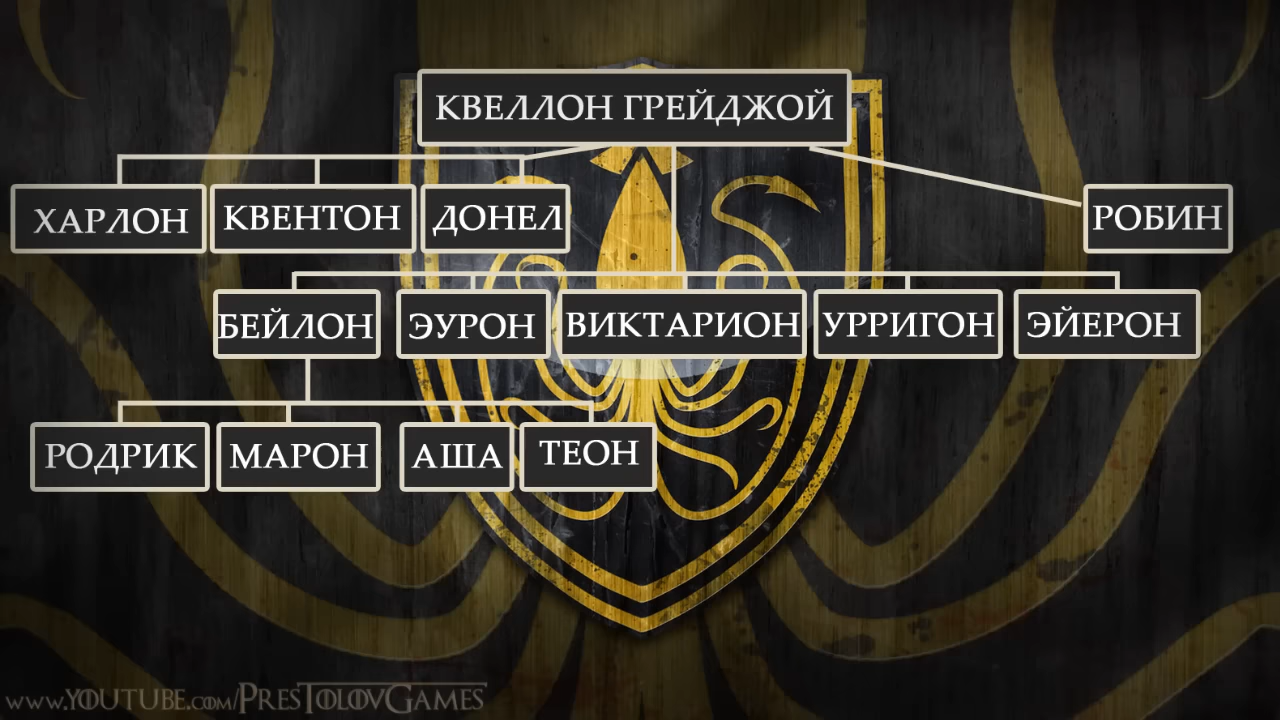 КВЕЛЛОН ГРЕЙДЖОЙ
ХАРЛОН
КВЕНТОН
ДОНЕЛ
РОБИН
БЕЙЛОН
ЭУРОН
ВИКТАРИОН
УРРИГОН
ЭЙЕРОН
РОДРИК
МАРОН
АША
ТЕОН
www.YOUTUBE.com/PRESTOLOVGAMES